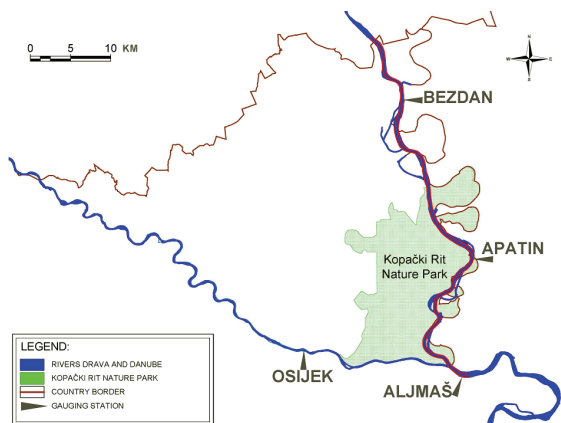 0 5 10 KM
N
W E
S
BEZDAN
APATIN
Kopački Rit
Nature Park
OSIJEK
ALJMAŠ
LEGEND:
RIVERS DRAVA AND DANUBE
KOPAČKI RIT NATURE PARK
COUNTRY BORDER
GAUGING STATION